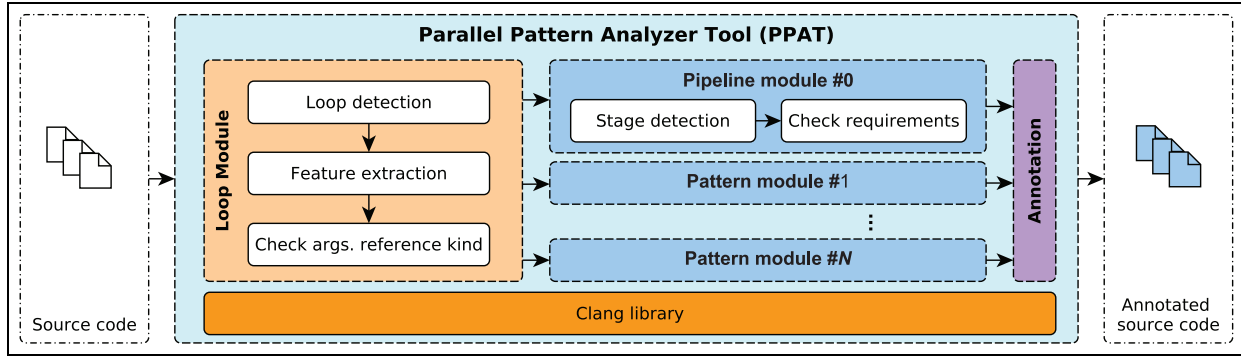 Parallel Pattern Analyzer Tool (PPAT)
Source code
Loop Module
Loop detection
Feature extraction
Check args. reference kind
Pipeline module #0
Stage detection
Check requirements
Pattern module #1
...
Pattern module #N
Annotation
Clang library
Annotated
source code